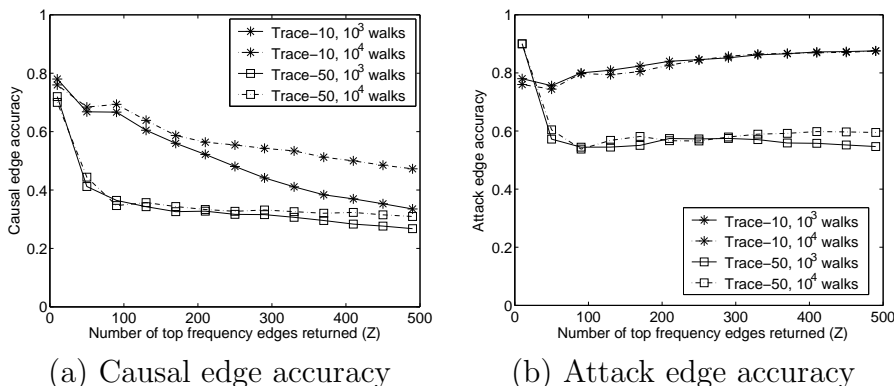 1
0.8
0.6
0.4
0.2
0
0 100 200 300 400 500
Causal edge accuracy
Number of top frequency edges returned (Z)
Trace−10, 10³ walks
Trace−10, 10⁴ walks
Trace−50, 10³ walks
Trace−50, 10⁴ walks
(a) Causal edge accuracy
1
0.8
0.6
0.4
0.2
0
0 100 200 300 400 500
Attack edge accuracy
Number of top frequency edges returned (Z)
Trace−10, 10³ walks
Trace−10, 10⁴ walks
Trace−50, 10³ walks
Trace−50, 10⁴ walks
(b) Attack edge accuracy